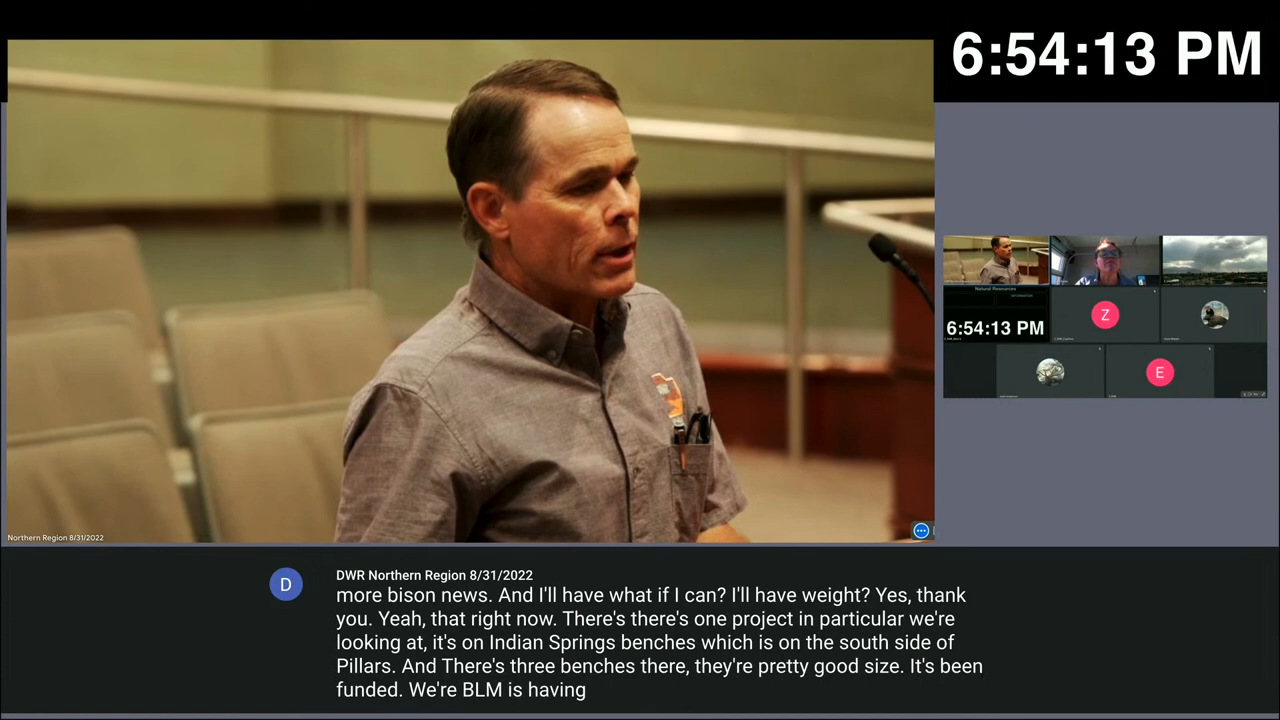 6:54:13 PM
Natural Resources
6:54:13 PM
Z
E
Northern Region 8/31/2022
D
DWR Northern Region 8/31/2022
more bison news. And I'll have what if I can? I'll have weight? Yes, thank
you. Yeah, that right now. There's there's one project in particular we're
looking at, it's on Indian Springs benches which is on the south side of
Pillars. And There's three benches there, they're pretty good size. It's been
funded. We're BLM is having